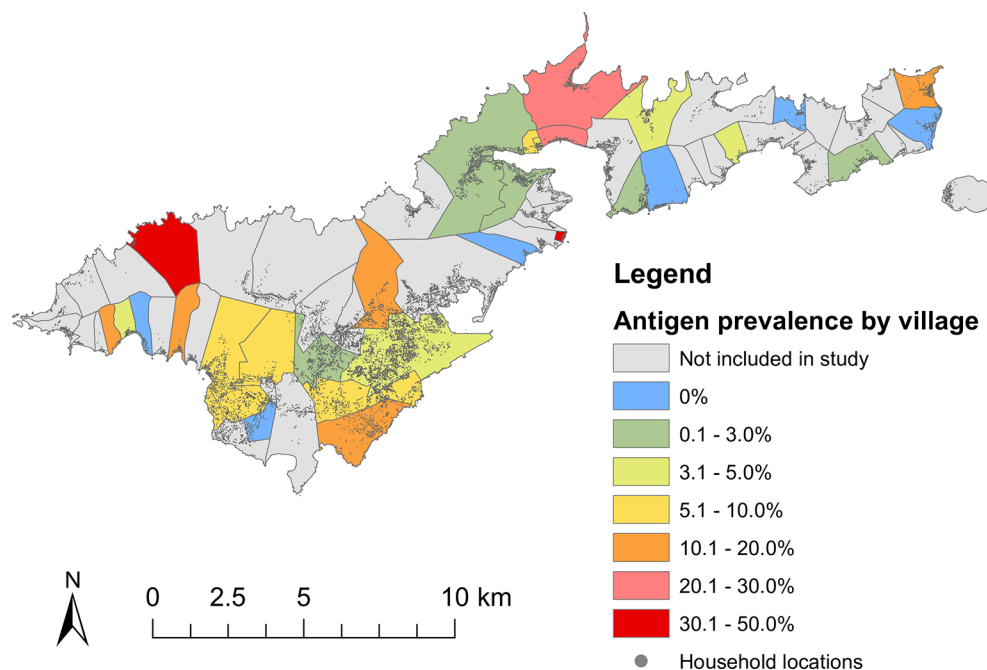 Legend
Antigen prevalence by village
Not included in study
0%
0.1 - 3.0%
3.1 - 5.0%
5.1 - 10.0%
10.1 - 20.0%
20.1 - 30.0%
30.1 - 50.0%
Household locations
N
0 2.5 5 10 km